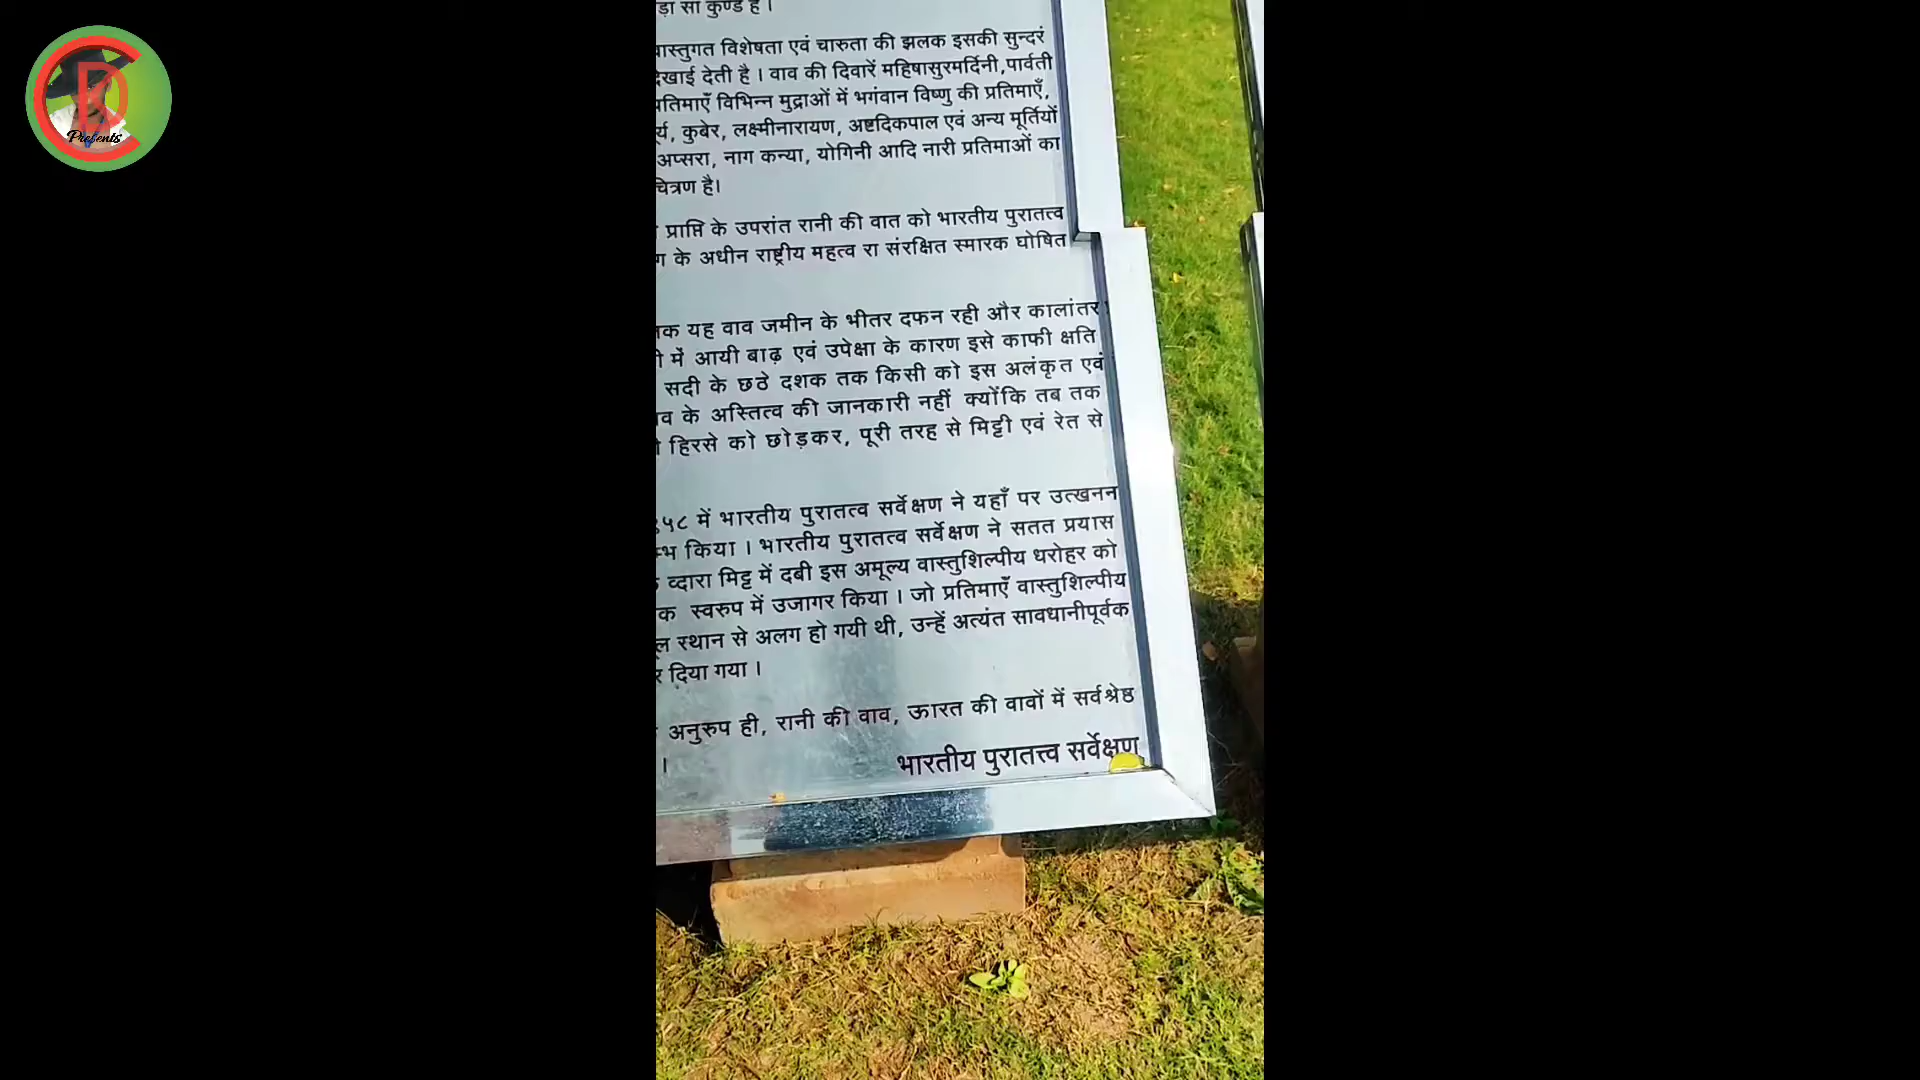 Presents
सा कुण्ड है ।
वास्तुगत विशेषता एवं चारुता की झलक इसकी सुन्दरं
देती है । वाव की दिवारें महिषासुरमर्दिनी,पार्वती
विभिन्न मुद्राओं में भगंवान विष्णु की प्रतिमाएँ,
कुबेर, लक्ष्मीनारायण, अष्टदिकपाल एवं अन्य मूर्तियों
अप्सरा, नाग कन्या, योगिनी आदि नारी प्रतिमाओं का
चित्रण है।
प्राप्ति के उपरांत रानी की वात को भारतीय पुरातत्व
के अधीन राष्ट्रीय महत्व रा संरक्षित स्मारक घोषित
यह वाव जमीन के भीतर दफन रही और कालांतर
में आयी बाढ़ एवं उपेक्षा के कारण इसे काफी क्षति
सदी के छठे दशक तक किसी को इस अलंकृत एवं
के अस्तित्व की जानकारी नहीं क्योंकि तब तक
हिरसे को छोड़कर, पूरी तरह से मिट्टी एवं रेत से
५८ में भारतीय पुरातत्व सर्वेक्षण ने यहाँ पर उत्खनन
किया । भारतीय पुरातत्व सर्वेक्षण ने सतत प्रयास
व्दारा मिट्ट में दबी इस अमूल्य वास्तुशिल्पीय धरोहर को
स्वरुप में उजागर किया । जो प्रतिमाएँ वास्तुशिल्पीय
रथान से अलग हो गयी थी, उन्हें अत्यंत सावधानीपूर्वक
दिया गया ।
अनुरुप ही, रानी की वाव, ऊारत की वावों में सर्वश्रेष्ठ
।
भारतीय पुरातत्त्व सर्वेक्षण